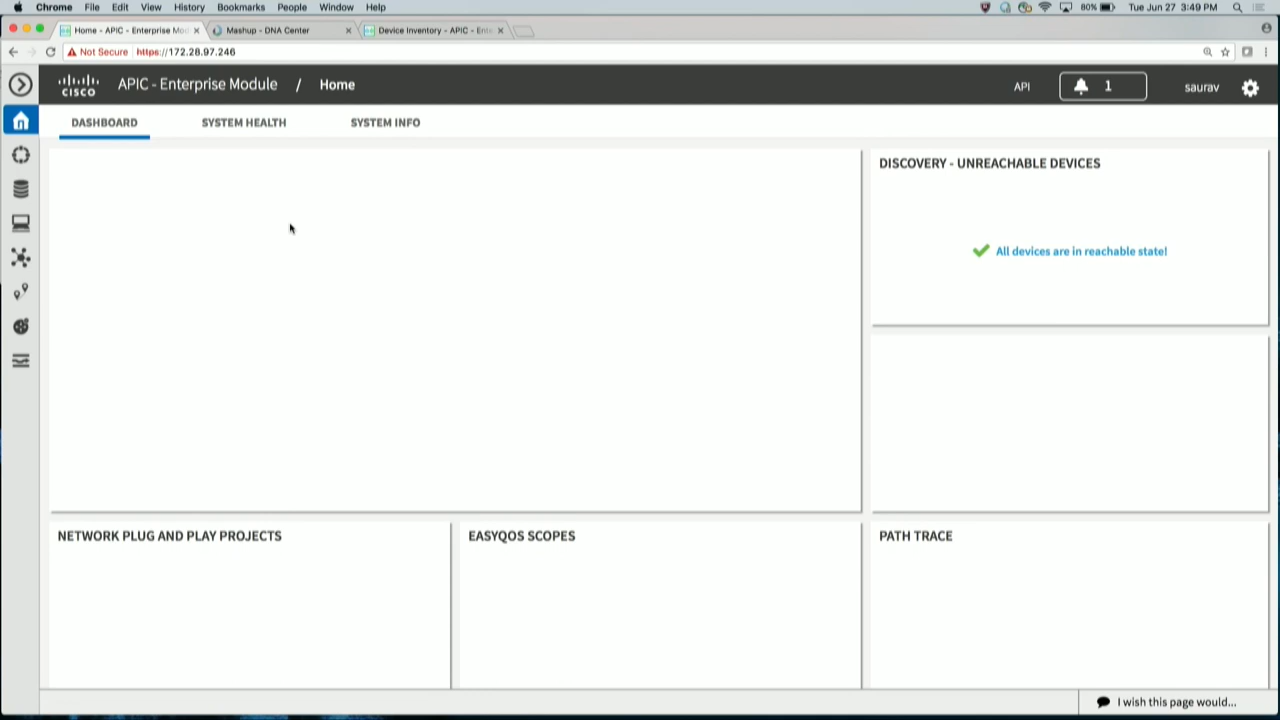 Chrome File Edit View History Bookmarks People Window Help 80% Tue Jun 27 3:49 PM
Home - APIC - Enterprise Mod Mashup - DNA Center Device Inventory - APIC - Ente
Not Secure https://172.28.97.246
CISCO APIC - Enterprise Module / Home API 1 saurav
DASHBOARD SYSTEM HEALTH SYSTEM INFO
DISCOVERY - UNREACHABLE DEVICES
All devices are in reachable state!
NETWORK PLUG AND PLAY PROJECTS EASYQOS SCOPES PATH TRACE
I wish this page would...